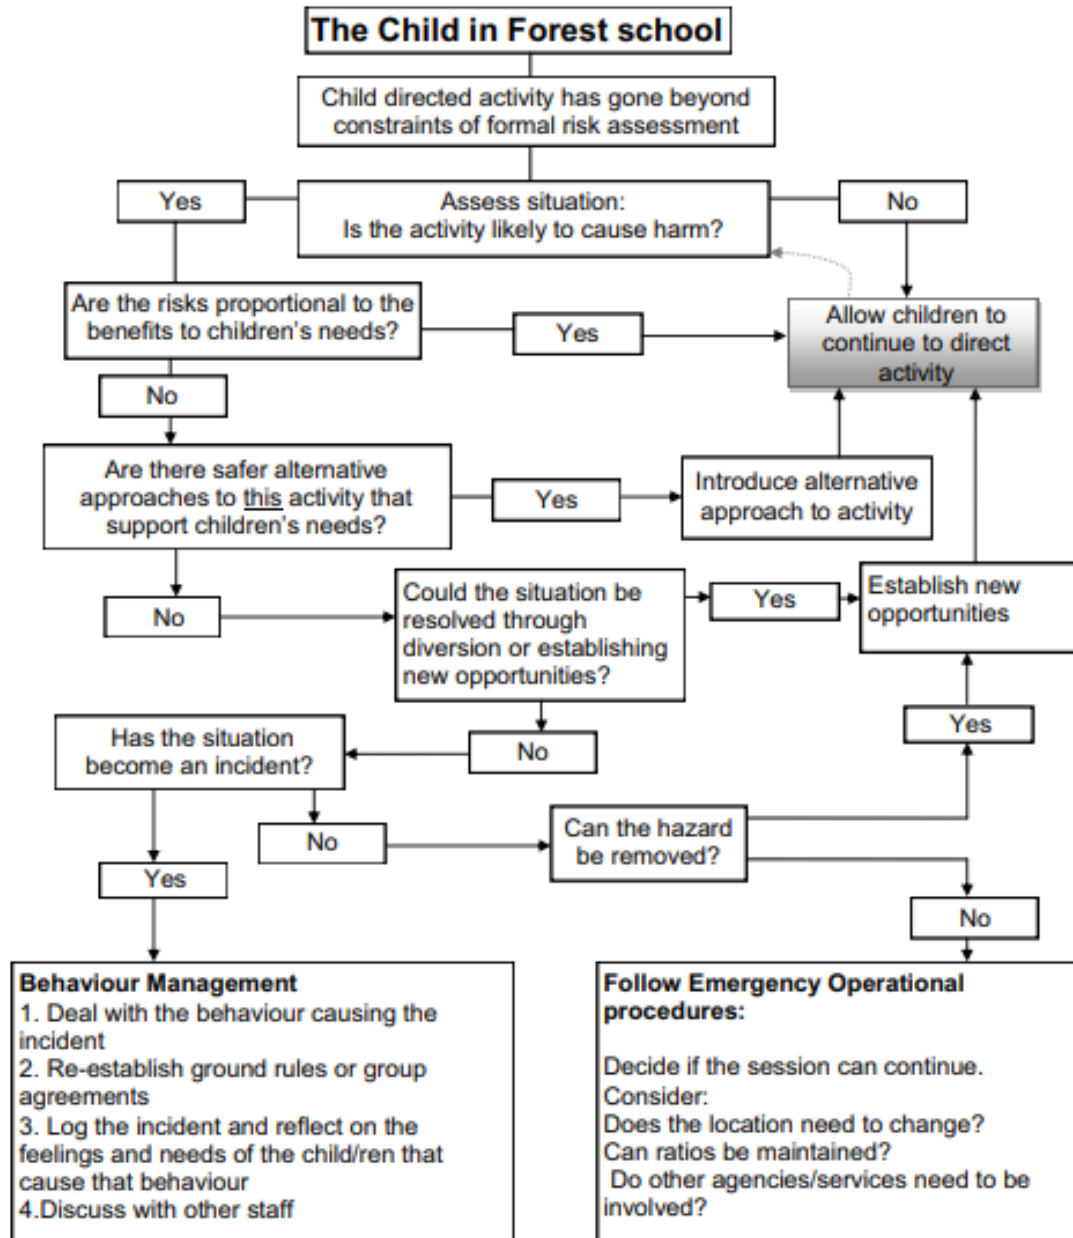 The Child in Forest school
Child directed activity has gone beyond
constraints of formal risk assessment
Yes
Assess situation:
Is the activity likely to cause harm?
No
Are the risks proportional to the
benefits to children's needs?
Yes
Allow children to
continue to direct
activity
No
Are there safer alternative
approaches to this activity that
support children's needs?
Yes
Introduce alternative
approach to activity
No
Could the situation be
resolved through
diversion or establishing
new opportunities?
Yes
Establish new
opportunities
Has the situation
become an incident?
No
Yes
No
Can the hazard
be removed?
Yes
No
Behaviour Management
1. Deal with the behaviour causing the
incident
2. Re-establish ground rules or group
agreements
3. Log the incident and reflect on the
feelings and needs of the child/ren that
cause that behaviour
4.Discuss with other staff
Follow Emergency Operational
procedures:
Decide if the session can continue.
Consider:
Does the location need to change?
Can ratios be maintained?
Do other agencies/services need to be
involved?